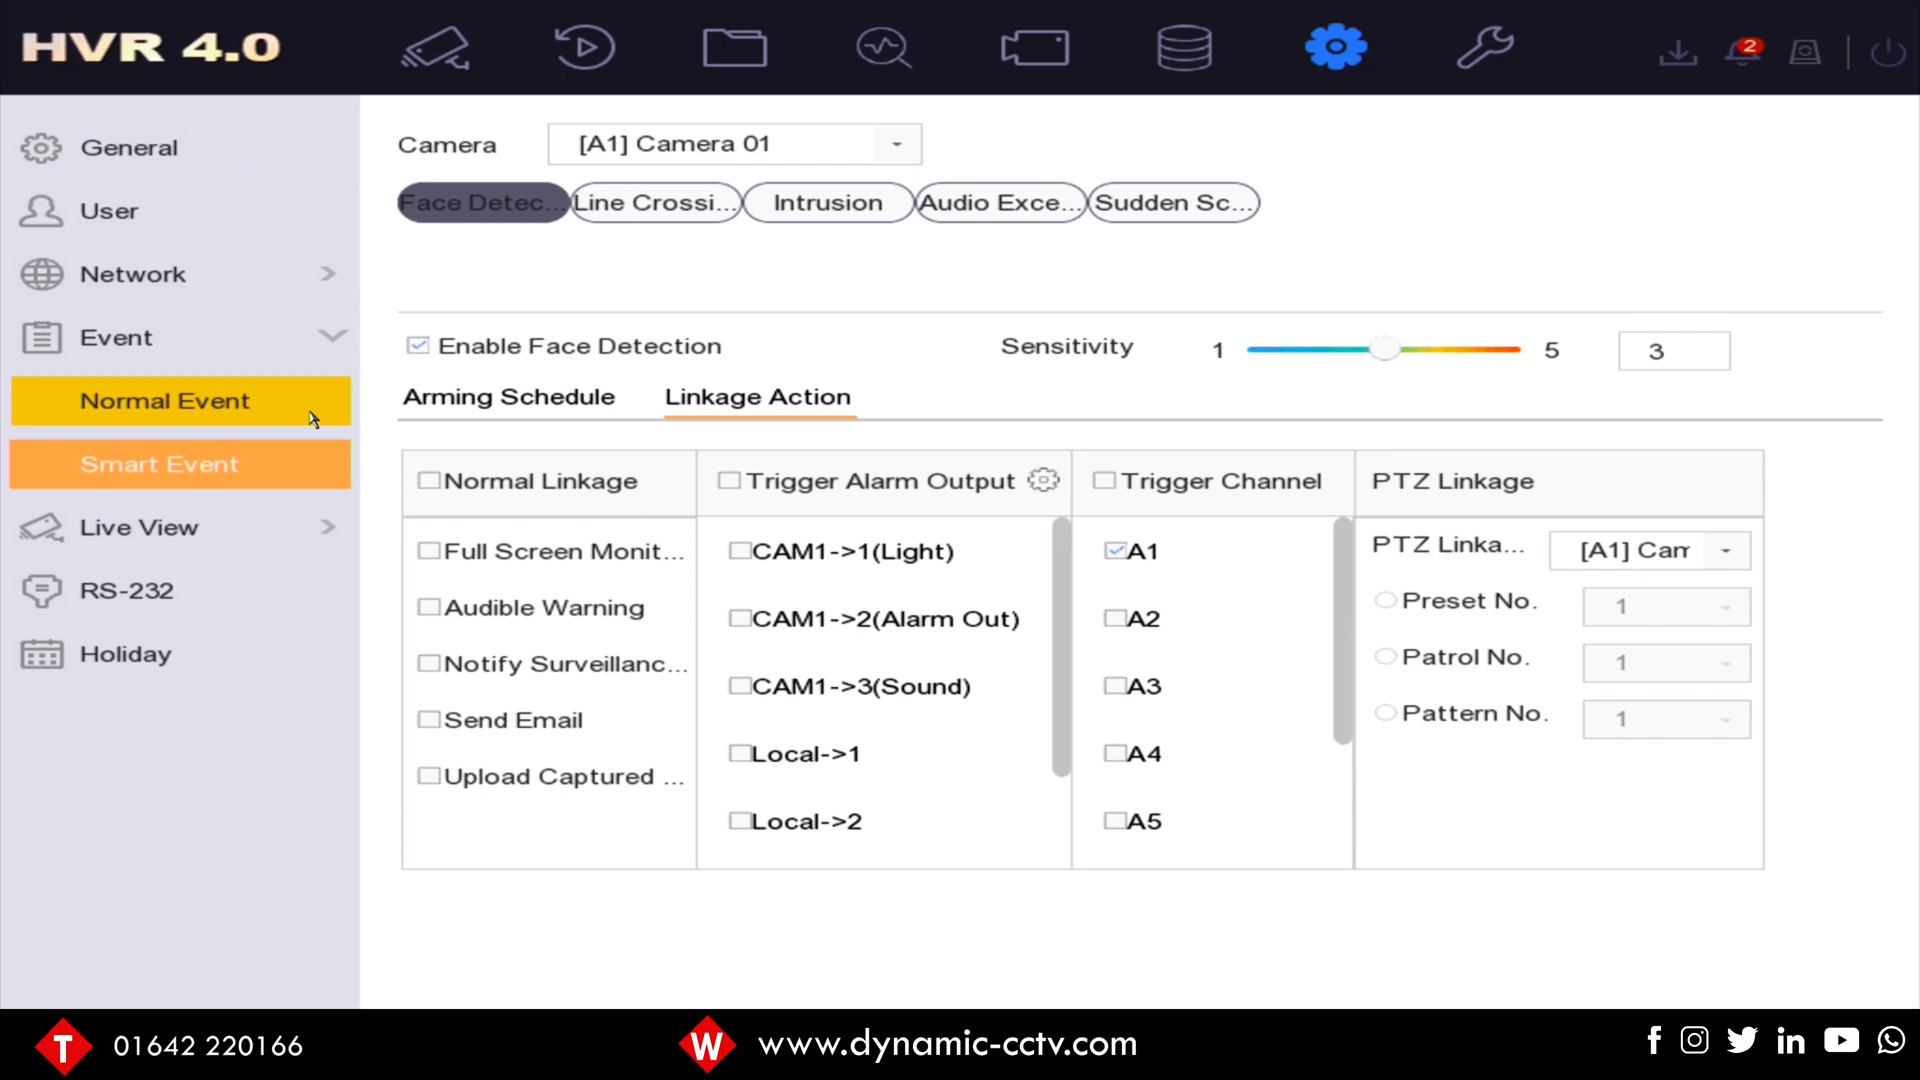 HVR 4.0
2
General
User
Network
Event
Normal Event
Smart Event
Live View
RS-232
Holiday
Camera [A1] Camera 01
Face Detec... Line Crossi... Intrusion Audio Exce... Sudden Sc...
Enable Face Detection Sensitivity 1 5 3
Arming Schedule Linkage Action
Normal Linkage Trigger Alarm Output Trigger Channel PTZ Linkage
Full Screen Monit... CAM1->1(Light) A1 PTZ Linka... [A1] Cam
Audible Warning CAM1->2(Alarm Out) A2 Preset No. 1
Notify Surveillanc... CAM1->3(Sound) A3 Patrol No. 1
Send Email Local->1 A4 Pattern No. 1
Upload Captured ... Local->2 A5
T 01642 220166 W www.dynamic-cctv.com